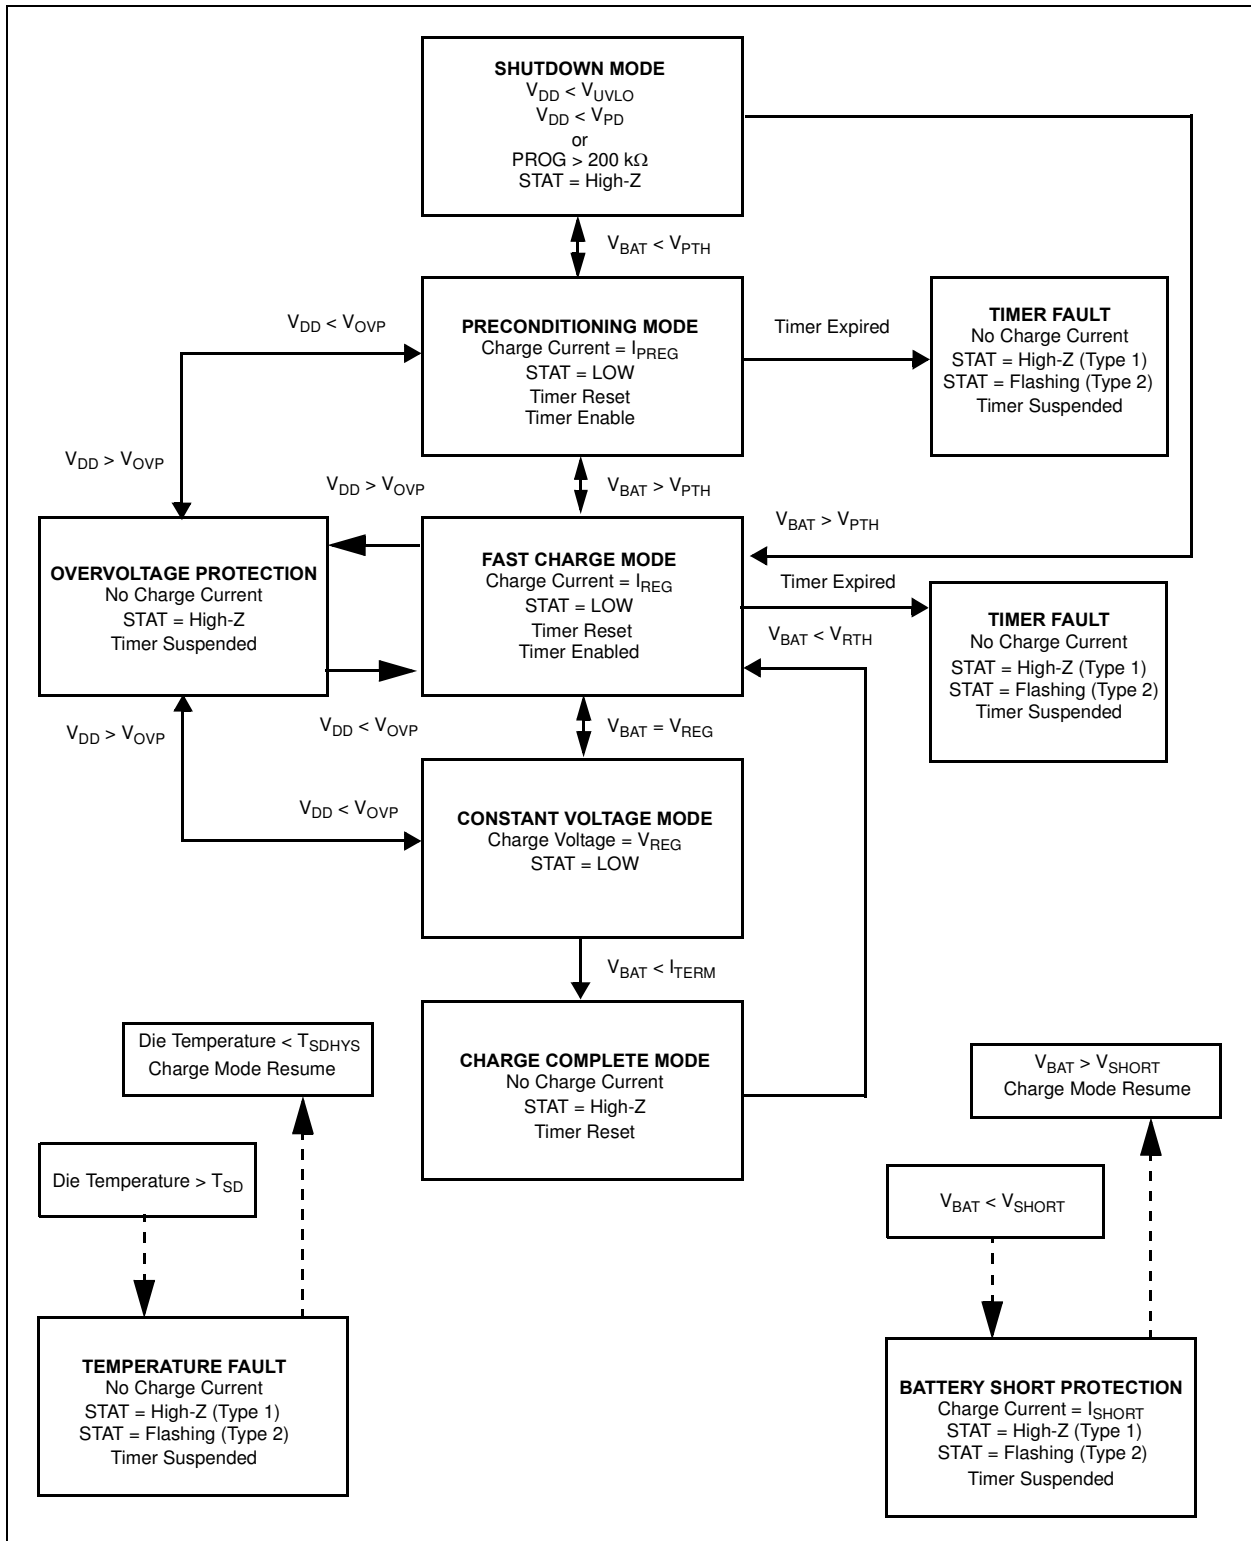 SHUTDOWN MODE
VDD < VUVLO
VDD < VPD
or
PROG > 200 kΩ
STAT = High-Z
VBAT < VPTH
VDD < VOVP
PRECONDITIONING MODE
Charge Current = IPREG
STAT = LOW
Timer Reset
Timer Enable
Timer Expired
TIMER FAULT
No Charge Current
STAT = High-Z (Type 1)
STAT = Flashing (Type 2)
Timer Suspended
VDD > VOVP
VDD > VOVP
VBAT > VPTH
VBAT > VPTH
OVERVOLTAGE PROTECTION
No Charge Current
STAT = High-Z
Timer Suspended
FAST CHARGE MODE
Charge Current = IREG
STAT = LOW
Timer Reset
Timer Enabled
Timer Expired
VBAT < VRTH
TIMER FAULT
No Charge Current
STAT = High-Z (Type 1)
STAT = Flashing (Type 2)
Timer Suspended
VDD > VOVP
VDD < VOVP
VBAT = VREG
VDD < VOVP
CONSTANT VOLTAGE MODE
Charge Voltage = VREG
STAT = LOW
VBAT < ITERM
CHARGE COMPLETE MODE
No Charge Current
STAT = High-Z
Timer Reset
Die Temperature < TSDHYS
Charge Mode Resume
Die Temperature > TSD
TEMPERATURE FAULT
No Charge Current
STAT = High-Z (Type 1)
STAT = Flashing (Type 2)
Timer Suspended
VBAT > VSHORT
Charge Mode Resume
VBAT < VSHORT
BATTERY SHORT PROTECTION
Charge Current = ISHORT
STAT = High-Z (Type 1)
STAT = Flashing (Type 2)
Timer Suspended